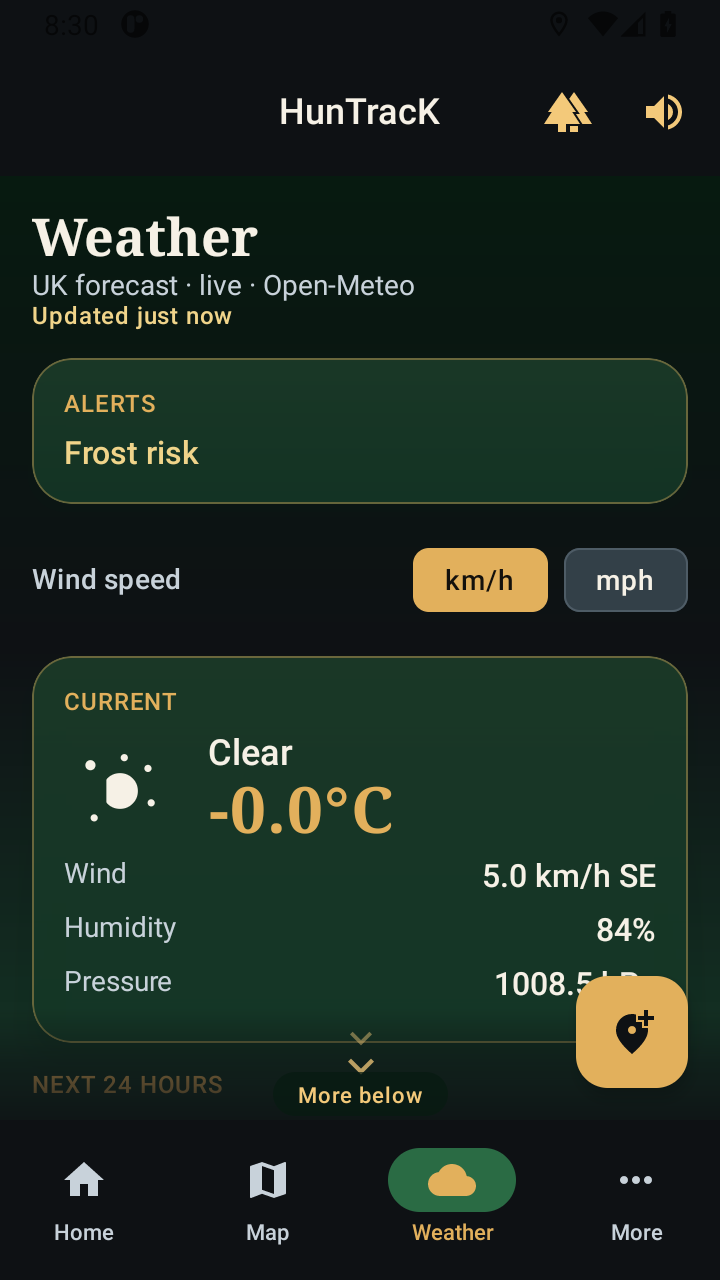 8:30
HunTracK
Weather
UK forecast · live · Open-Meteo
Updated just now
ALERTS
Frost risk
Wind speed
km/h
mph
CURRENT
Clear
-0.0°C
Wind
5.0 km/h SE
Humidity
84%
Pressure
1008.5
NEXT 24 HOURS
More below
Home
Map
Weather
More